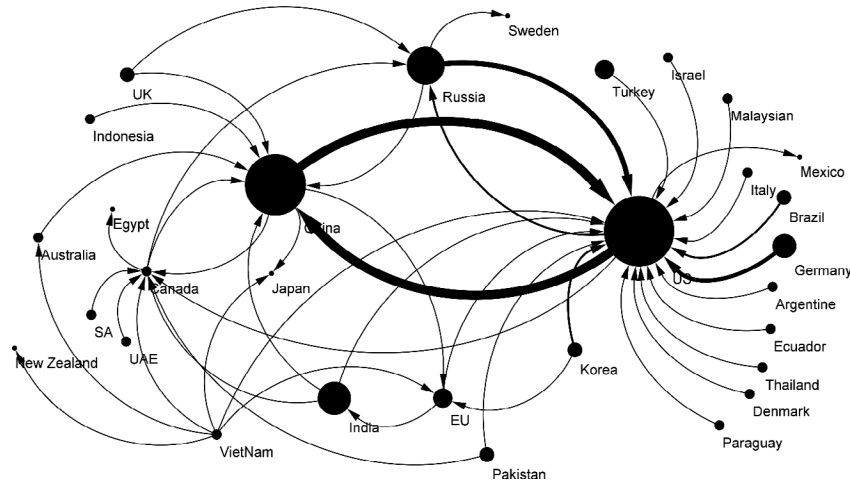 Sweden
UK
Russia
Turkey
Israel
Indonesia
Malaysian
Mexico
Italy
Egypt
China
Brazil
Australia
Germany
Canada
Japan
US
Argentine
SA
Ecuador
New Zealand
UAE
Korea
Thailand
Denmark
India
EU
Paraguay
VietNam
Pakistan